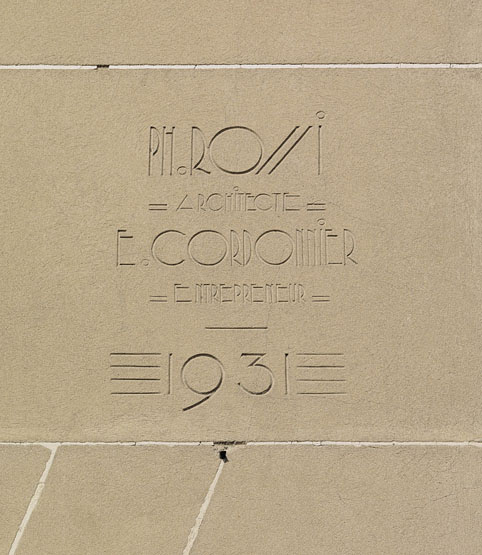 PH. ROSSi
= ARCHiTECTE =
E. CORDONNiER
= ENTREPRENEUR =
1931